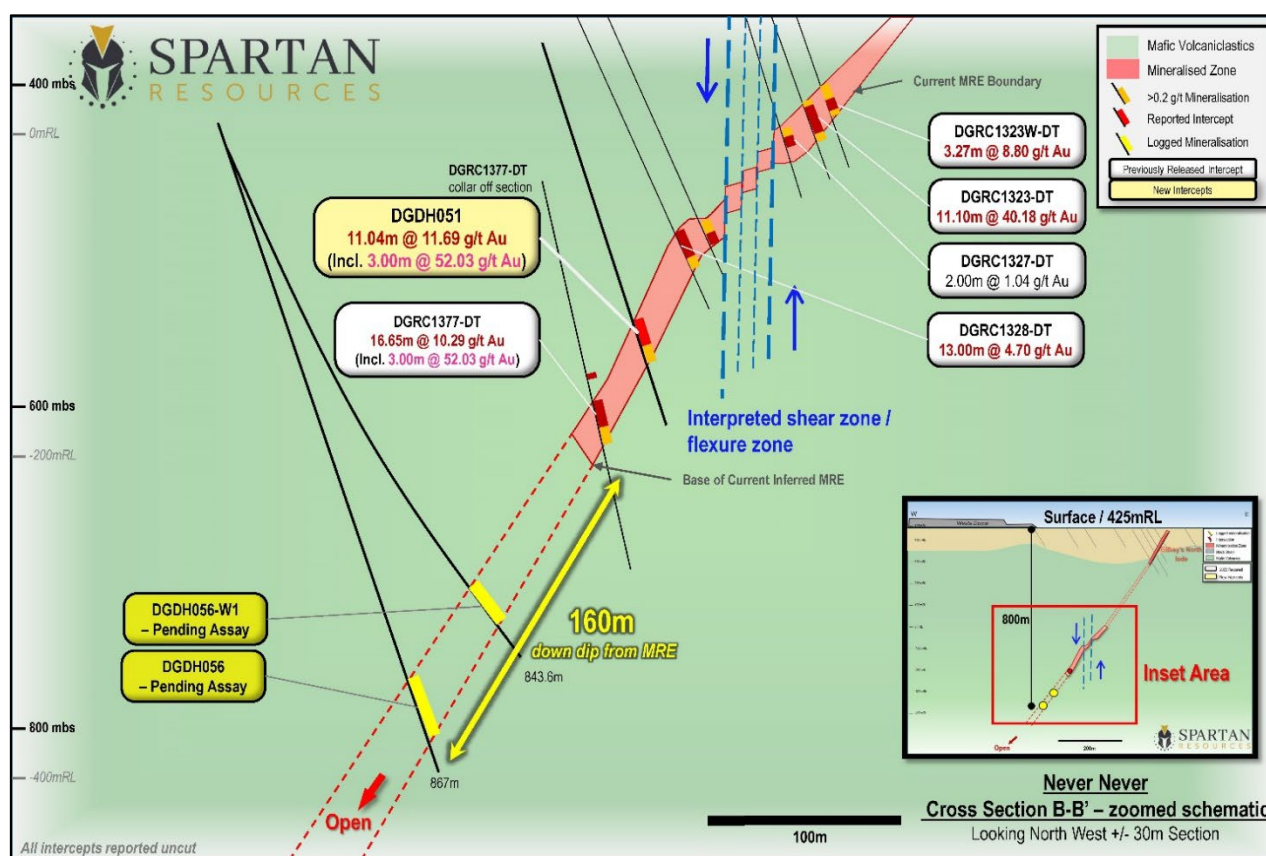 SPARTAN
RESOURCES
400 mbs
0mRL
600 mbs
-200mRL
800 mbs
-400mRL
DGRC1377-DT
collar off section
DGDH051
11.04m @ 11.69 g/t Au
(Incl. 3.00m @ 52.03 g/t Au)
DGRC1377-DT
16.65m @ 10.29 g/t Au
(Incl. 3.00m @ 52.03 g/t Au)
Current MRE Boundary
DGRC1323W-DT
3.27m @ 8.80 g/t Au
DGRC1323-DT
11.10m @ 40.18 g/t Au
DGRC1327-DT
2.00m @ 1.04 g/t Au
DGRC1328-DT
13.00m @ 4.70 g/t Au
Mafic Volcaniclastics
Mineralised Zone
>0.2 g/t Mineralisation
Reported Intercept
Logged Mineralisation
Previously Released Intercept
New Intercepts
Interpreted shear zone /
flexure zone
Base of Current Inferred MRE
160m
down dip from MRE
DGDH056-W1
– Pending Assay
DGDH056
– Pending Assay
843.6m
867m
Open
All intercepts reported uncut
100m
W
Surface / 425mRL
800m
Inset Area
Open
200m
SPARTAN
RESOURCES
Never Never
Cross Section B-B' – zoomed schematic
Looking North West +/- 30m Section